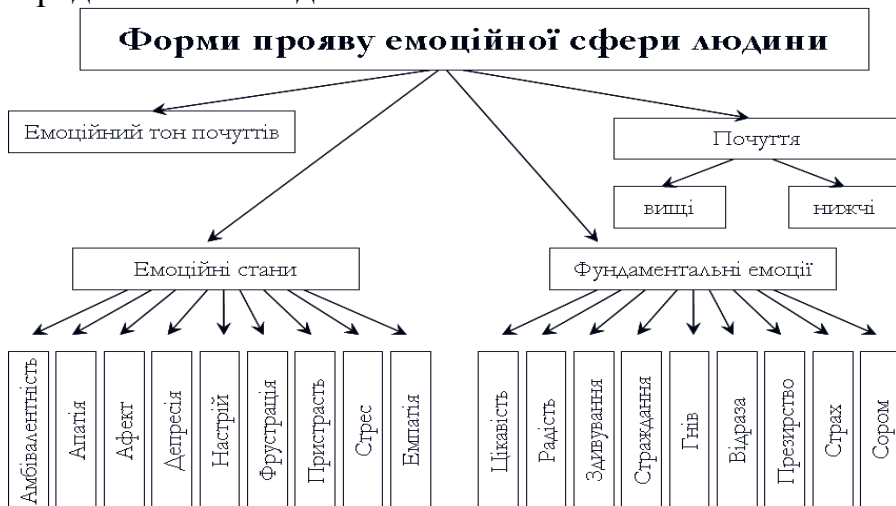 Форми прояву емоційної сфери людини
Емоційний тон почуттів
Почуття
вищі
нижчі
Емоційні стани
Фундаментальні емоції
Амбівалентність
Апатія
Афект
Депресія
Настрій
Фрустрація
Пристрасть
Стрес
Емпатія
Цікавість
Радість
Здивування
Страждання
Гнів
Відраза
Презирство
Страх
Сором